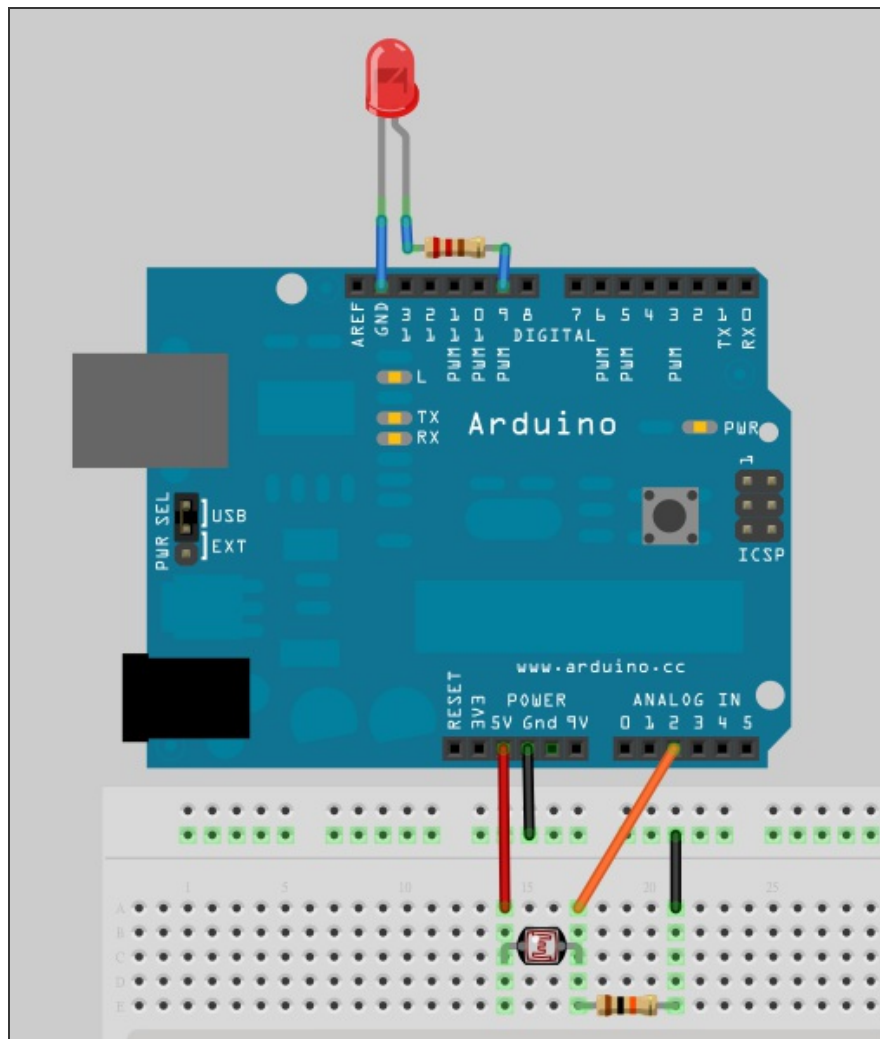 AREF
GND
13
12
PWM 11
PWM 10
PWM 9
8
7
PWM 6
PWM 5
4
PWM 3
2
TX 1
RX 0
DIGITAL
L
TX
RX
Arduino
PWR
1
ICSP
PWR SEL
USB
EXT
www.arduino.cc
POWER
RESET
3V3
5V Gnd 9V
ANALOG IN
0 1 2 3 4 5
1 5 10 15 20 25
A
B
C
D
E